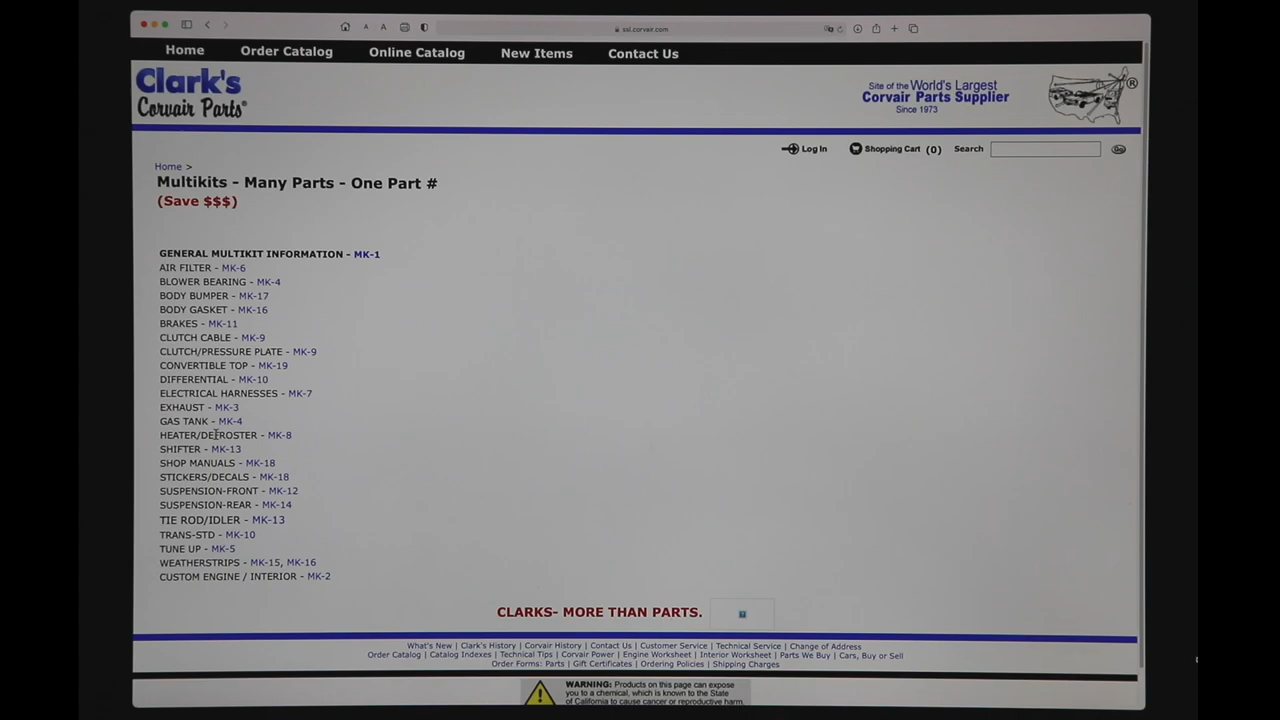 ssl.corvair.com
Home Order Catalog Online Catalog New Items Contact Us
Clark's
Corvair Parts®
Site of the World's Largest
Corvair Parts Supplier
Since 1973
®
Log In Shopping Cart (0) Search Go
Home >
Multikits - Many Parts - One Part #
(Save $$$)
GENERAL MULTIKIT INFORMATION - MK-1
AIR FILTER - MK-6
BLOWER BEARING - MK-4
BODY BUMPER - MK-17
BODY GASKET - MK-16
BRAKES - MK-11
CLUTCH CABLE - MK-9
CLUTCH/PRESSURE PLATE - MK-9
CONVERTIBLE TOP - MK-19
DIFFERENTIAL - MK-10
ELECTRICAL HARNESSES - MK-7
EXHAUST - MK-3
GAS TANK - MK-4
HEATER/DEFROSTER - MK-8
SHIFTER - MK-13
SHOP MANUALS - MK-18
STICKERS/DECALS - MK-18
SUSPENSION-FRONT - MK-12
SUSPENSION-REAR - MK-14
TIE ROD/IDLER - MK-13
TRANS-STD - MK-10
TUNE UP - MK-5
WEATHERSTRIPS - MK-15, MK-16
CUSTOM ENGINE / INTERIOR - MK-2
CLARKS- MORE THAN PARTS.
What's New | Clark's History | Corvair History | Contact Us | Customer Service | Technical Service | Change of Address
Order Catalog | Catalog Indexes | Technical Tips | Corvair Power | Engine Worksheet | Interior Worksheet | Parts We Buy | Cars, Buy or Sell
Order Forms: Parts | Gift Certificates | Ordering Policies | Shipping Charges
WARNING: Products on this page can expose
you to a chemical, which is known to the State
of California to cause cancer or reproductive harm.